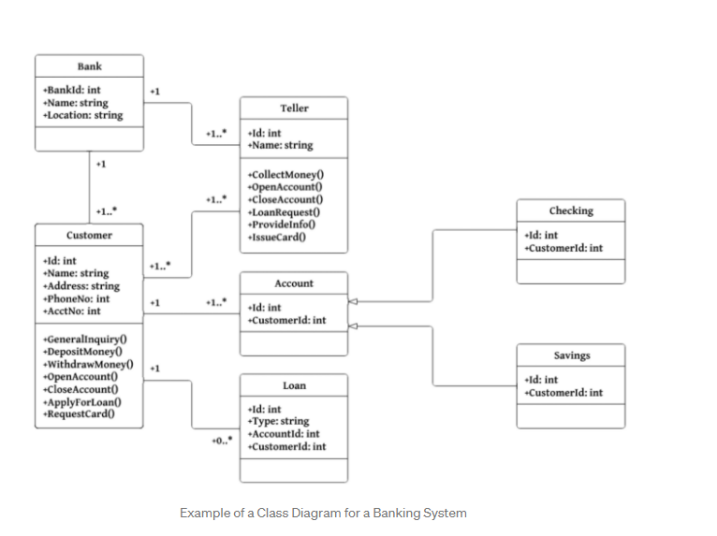 Bank
+BankId: int
+Name: string
+Location: string
+1
+1
+1..*
Teller
+Id: int
+Name: string
+CollectMoney()
+OpenAccount()
+CloseAccount()
+LoanRequest()
+ProvideInfo()
+IssueCard()
+1..*
+1..*
Customer
+Id: int
+Name: string
+Address: string
+PhoneNo: int
+AcctNo: int
+GeneralInquiry()
+DepositMoney()
+WithdrawMoney()
+OpenAccount()
+CloseAccount()
+ApplyForLoan()
+RequestCard()
+1..*
+1
+1..*
+1
+0..*
Account
+Id: int
+CustomerId: int
Loan
+Id: int
+Type: string
+AccountId: int
+CustomerId: int
Checking
+Id: int
+CustomerId: int
Savings
+Id: int
+CustomerId: int
Example of a Class Diagram for a Banking System